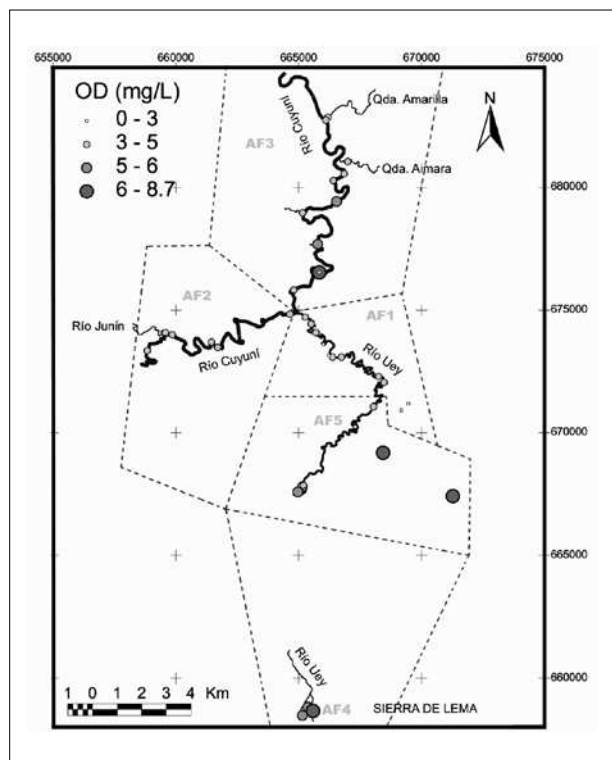 655000 660000 665000 670000 675000
OD (mg/L)
0 - 3
3 - 5
5 - 6
6 - 8.7
Río Cuyuní
Qda. Amarilla
N
AF3
Qda. Aimara
680000
AF2
675000
AF1
Río Junín
Río Cuyuní
Río Uey
AF5
670000
665000
Río Uey
660000
1 0 1 2 3 4 Km
AF4
SIERRA DE LEMA